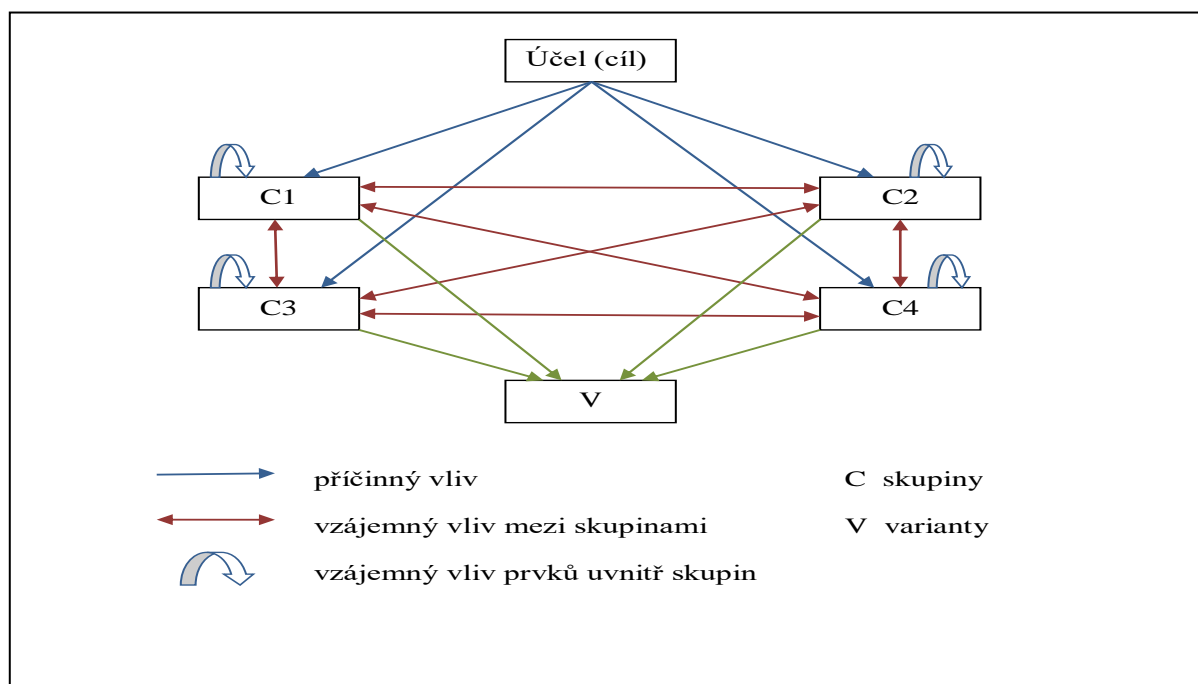 Účel (cíl)
C1
C2
C3
C4
V
příčinný vliv
C skupiny
vzájemný vliv mezi skupinami
V varianty
vzájemný vliv prvků uvnitř skupin